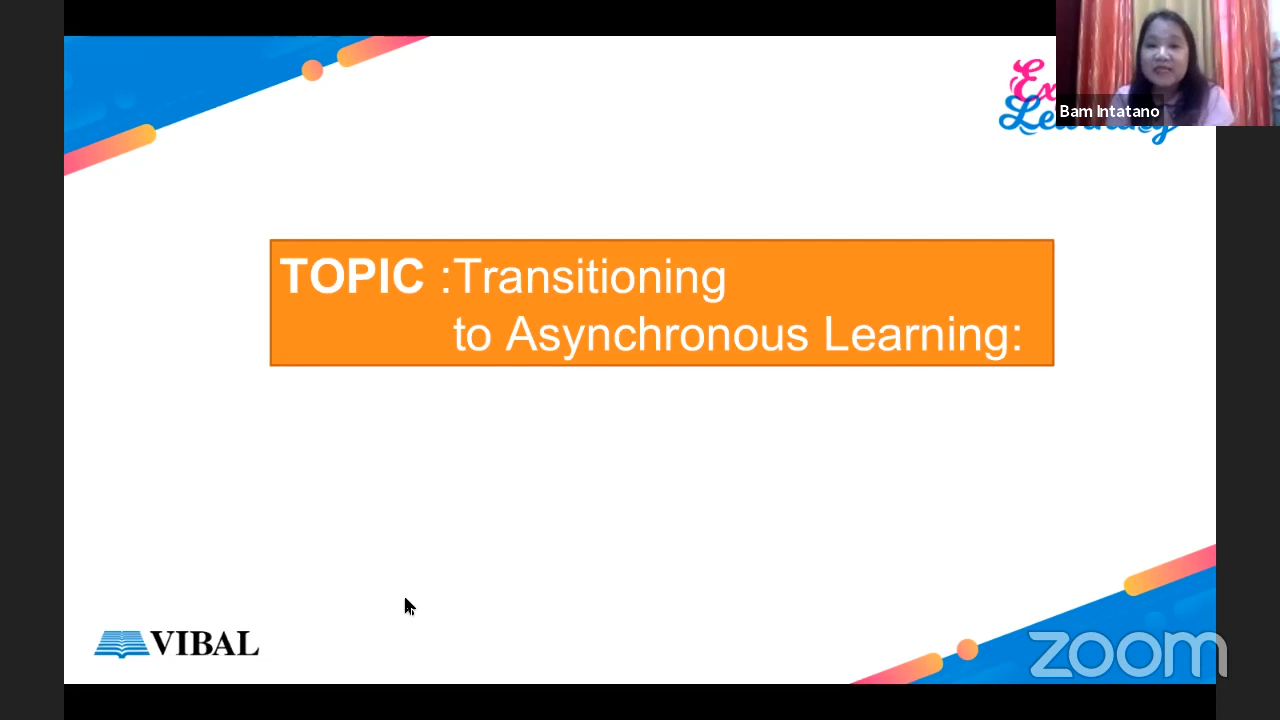 Bam Intatano
TOPIC :Transitioning
to Asynchronous Learning:
VIBAL
zoom